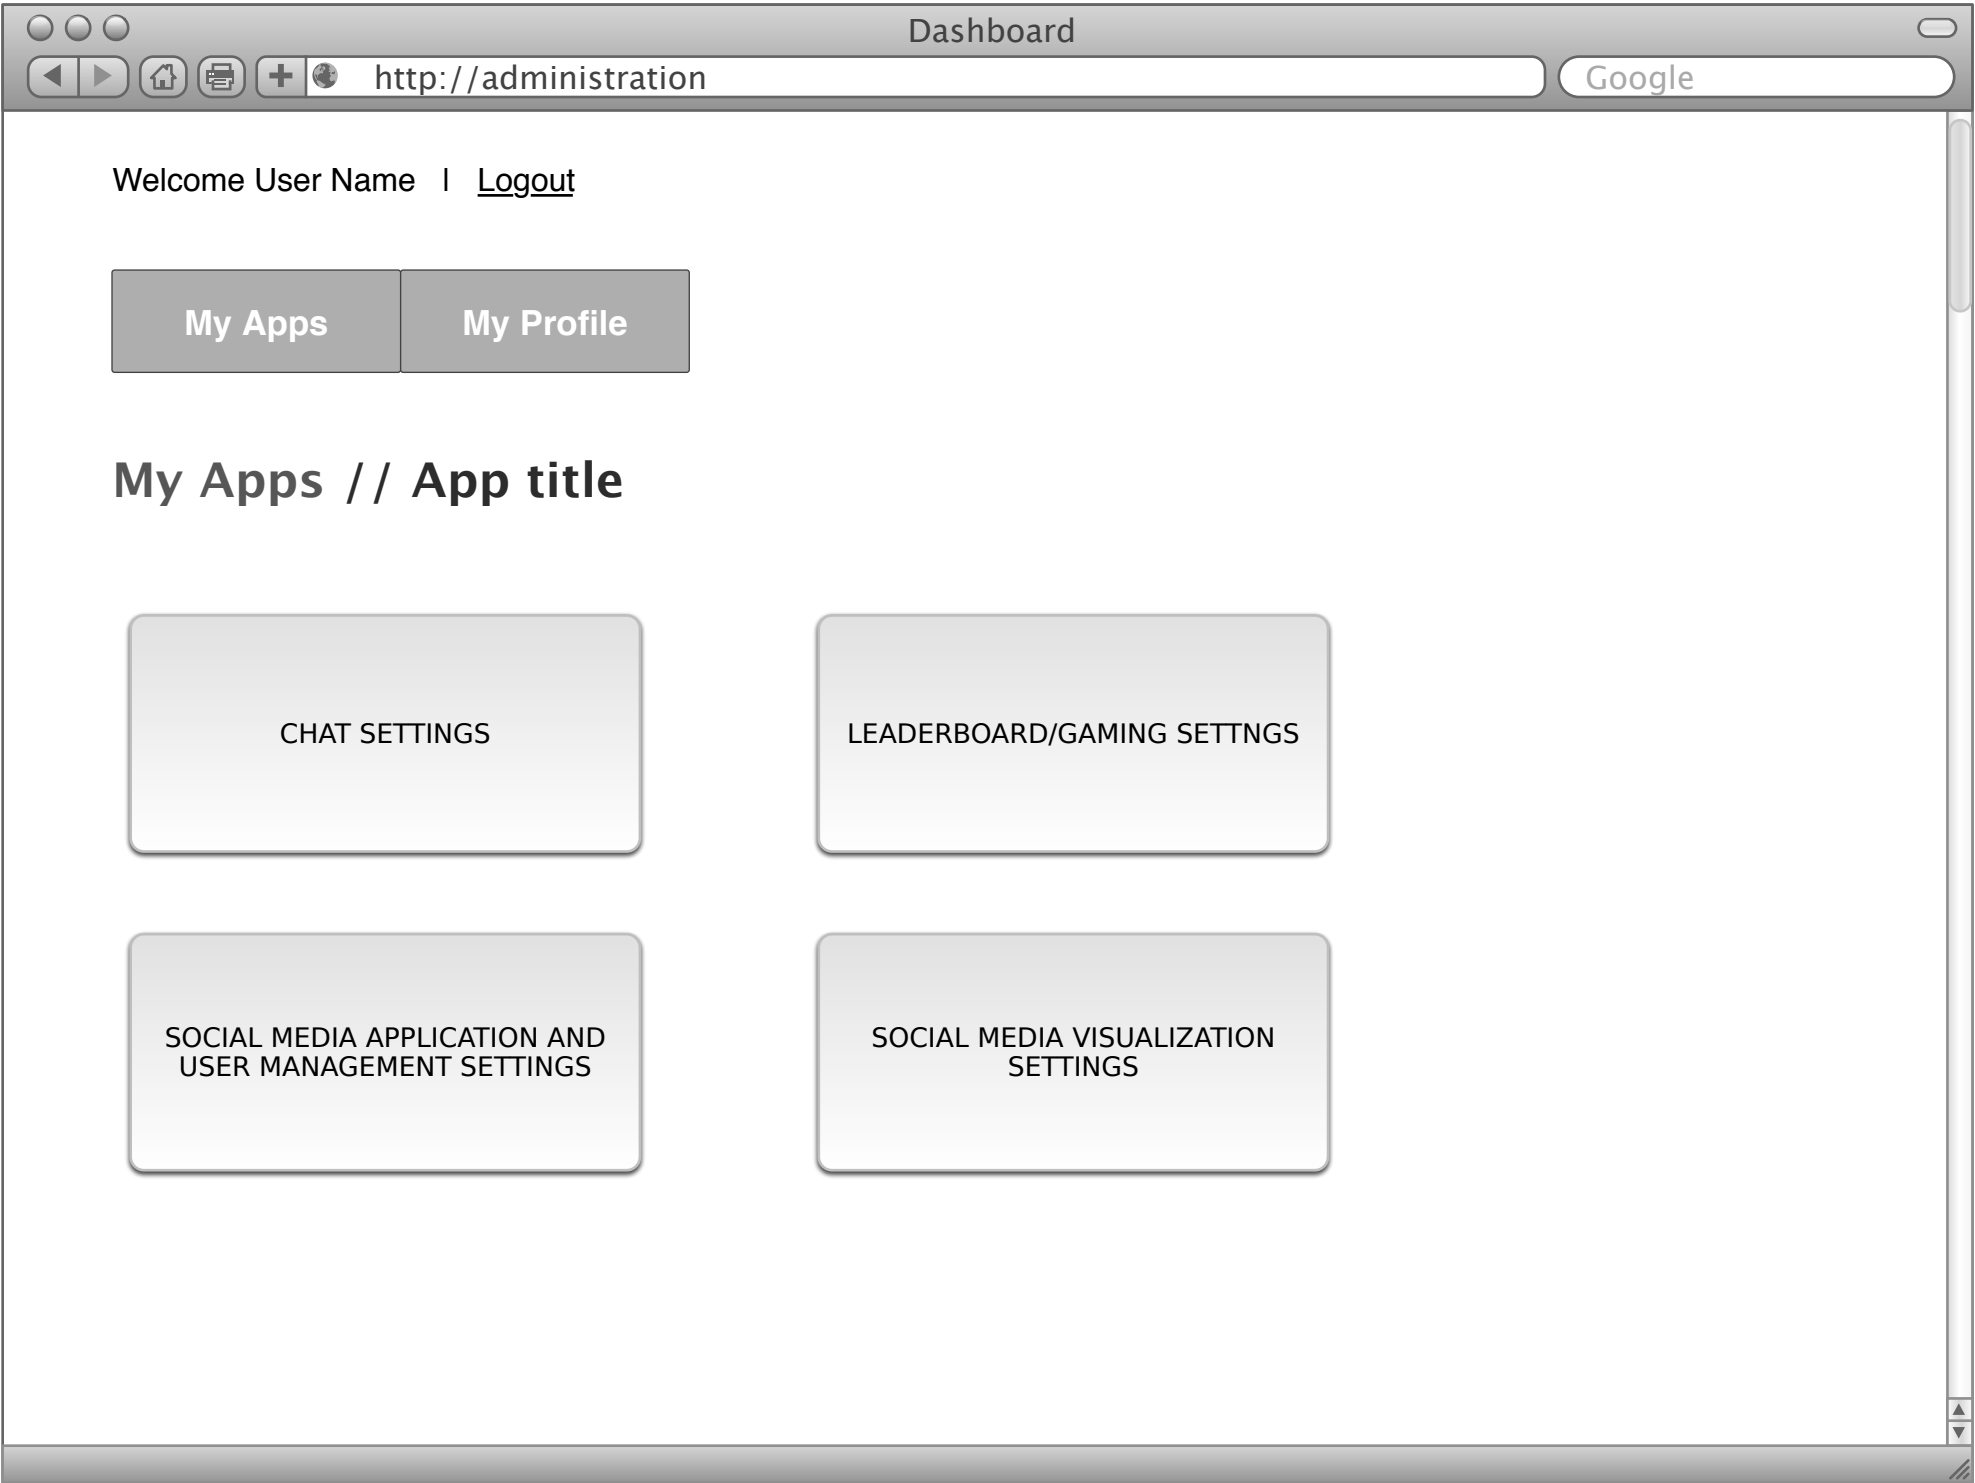 Dashboard
http://administration
Google
Welcome User Name | Logout
My Apps
My Profile
My Apps // App title
CHAT SETTINGS
LEADERBOARD/GAMING SETTNGS
SOCIAL MEDIA APPLICATION AND
USER MANAGEMENT SETTINGS
SOCIAL MEDIA VISUALIZATION
SETTINGS